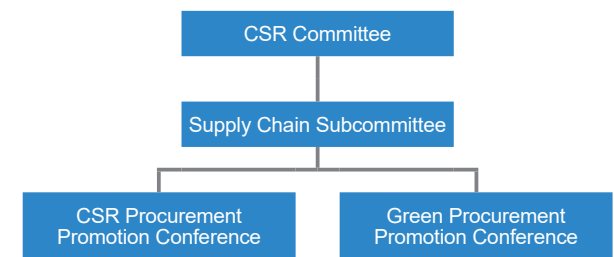 CSR Committee
Supply Chain Subcommittee
CSR Procurement
Promotion Conference
Green Procurement
Promotion Conference